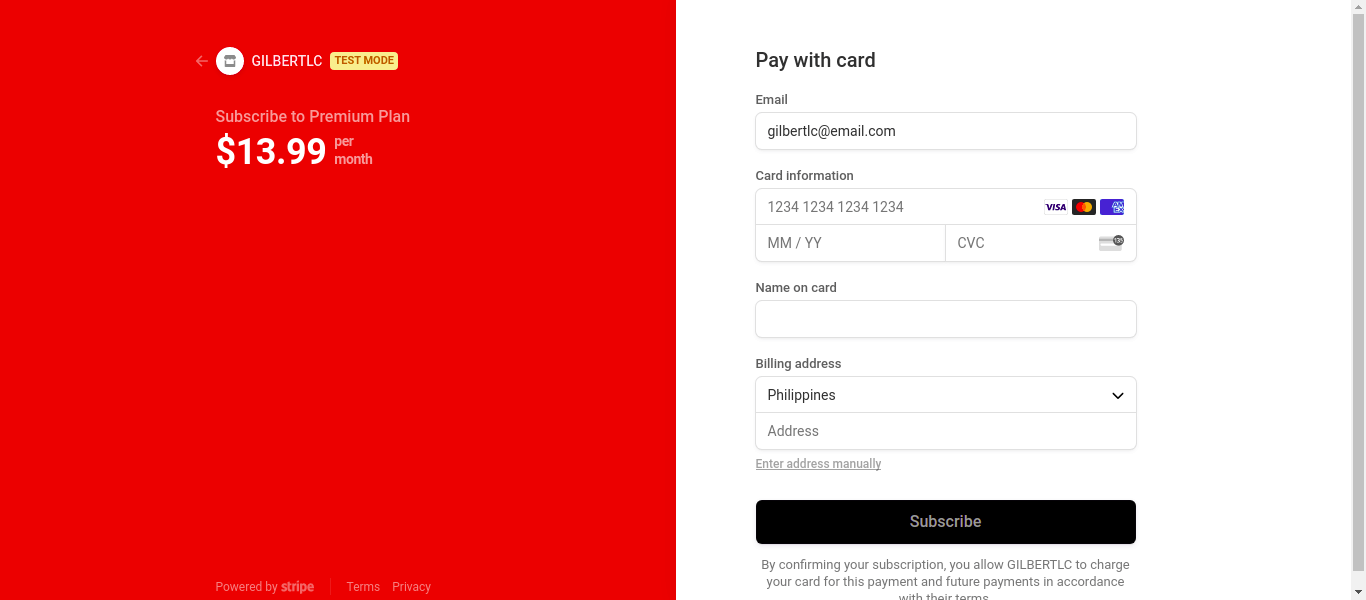 GILBERTLC TEST MODE
Subscribe to Premium Plan
$13.99 per
month
Powered by stripe Terms Privacy
Pay with card
Email
gilbertlc@email.com
Card information
1234 1234 1234 1234 VISA AM EX
MM / YY CVC 135
Name on card
Billing address
Philippines
Address
Enter address manually
Subscribe
By confirming your subscription, you allow GILBERTLC to charge
your card for this payment and future payments in accordance
with their terms.